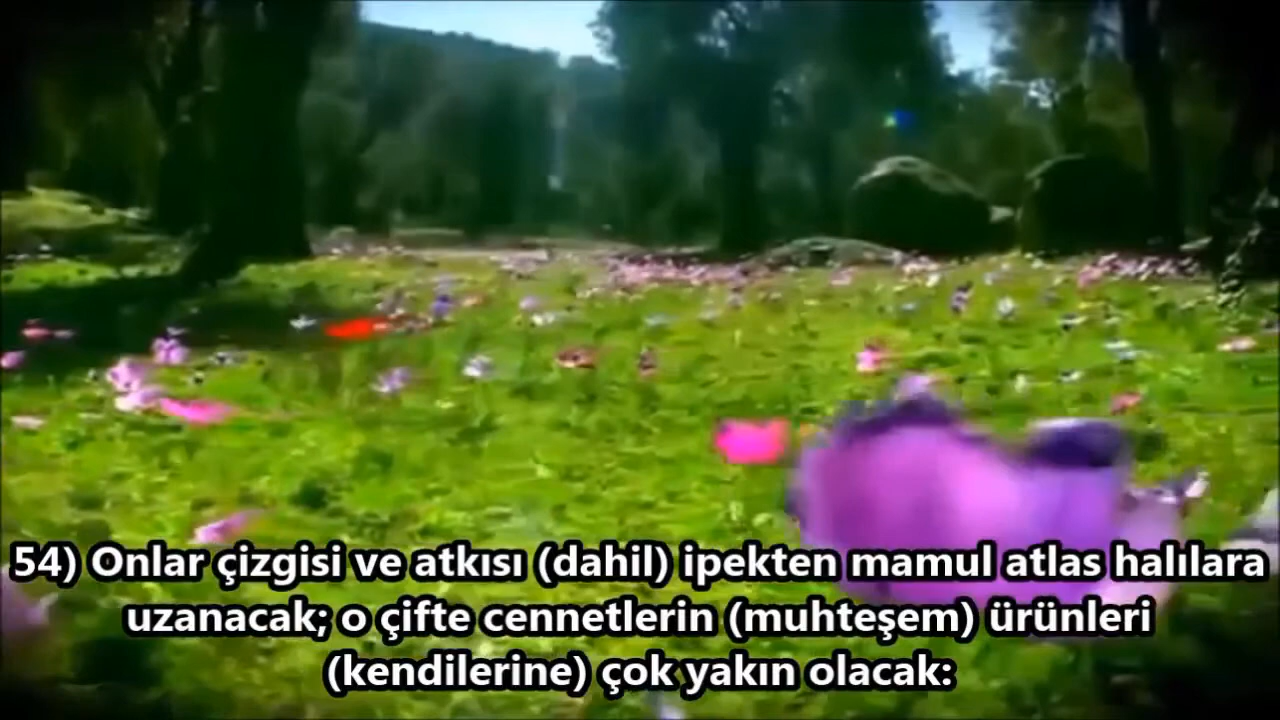 54) Onlar çizgisi ve atkısı (dahil) ipekten mamul atlas halılara
uzanacak; o çifte cennetlerin (muhteşem) ürünleri
(kendilerine) çok yakın olacak: